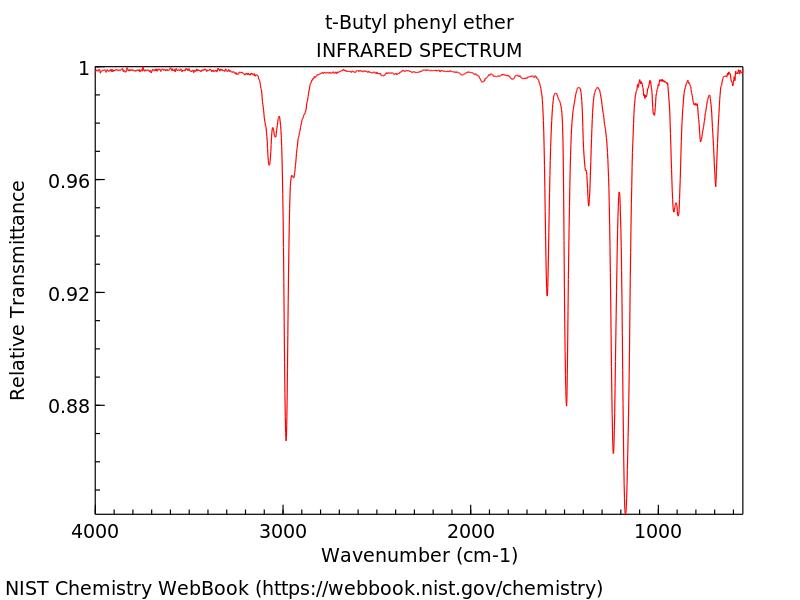 t-Butyl phenyl ether
INFRARED SPECTRUM
1
0.96
0.92
0.88
Relative Transmittance
4000 3000 2000 1000
Wavenumber (cm-1)
NIST Chemistry WebBook (https://webbook.nist.gov/chemistry)